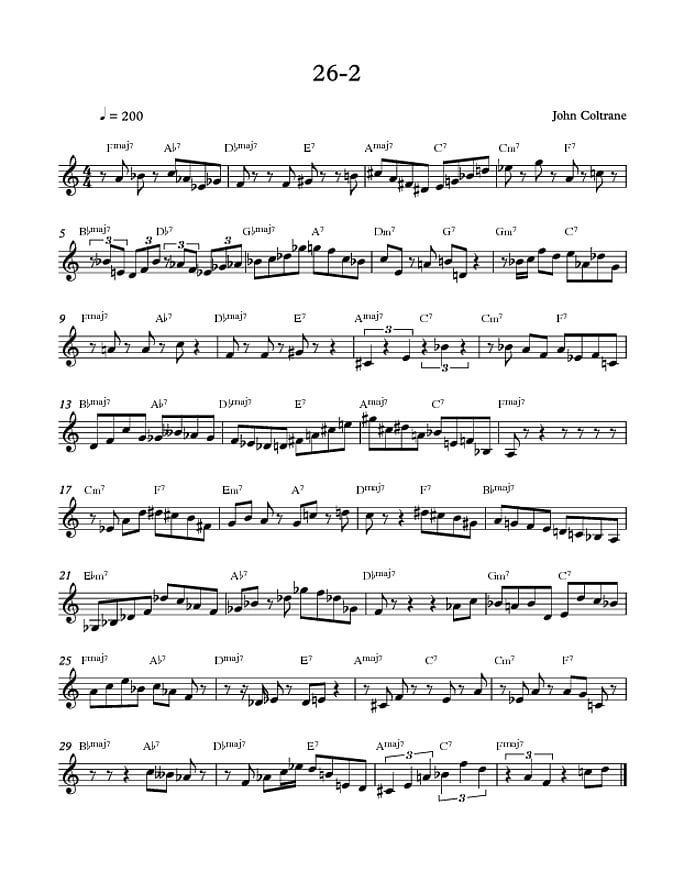 26-2
♩ = 200
John Coltrane
Fmaj7 A♭7 D♭maj7 E7 Amaj7 C7 Cm7 F7
4
4
5 B♭maj7 D♭7 G♭maj7 A7 Dm7 G7 Gm7 C7
3 3 3
9 Fmaj7 A♭7 D♭maj7 E7 Amaj7 C7 Cm7 F7
3 3
13 B♭maj7 A♭7 D♭maj7 E7 Amaj7 C7 Fmaj7
17 Cm7 F7 Em7 A7 Dmaj7 F7 B♭maj7
21 E♭m7 A♭7 D♭maj7 Gm7 C7
25 Fmaj7 A♭7 Dmaj7 E7 Amaj7 C7 Cm7 F7
29 B♭maj7 A♭7 D♭maj7 E7 Amaj7 C7 Fmaj7
3 3 3